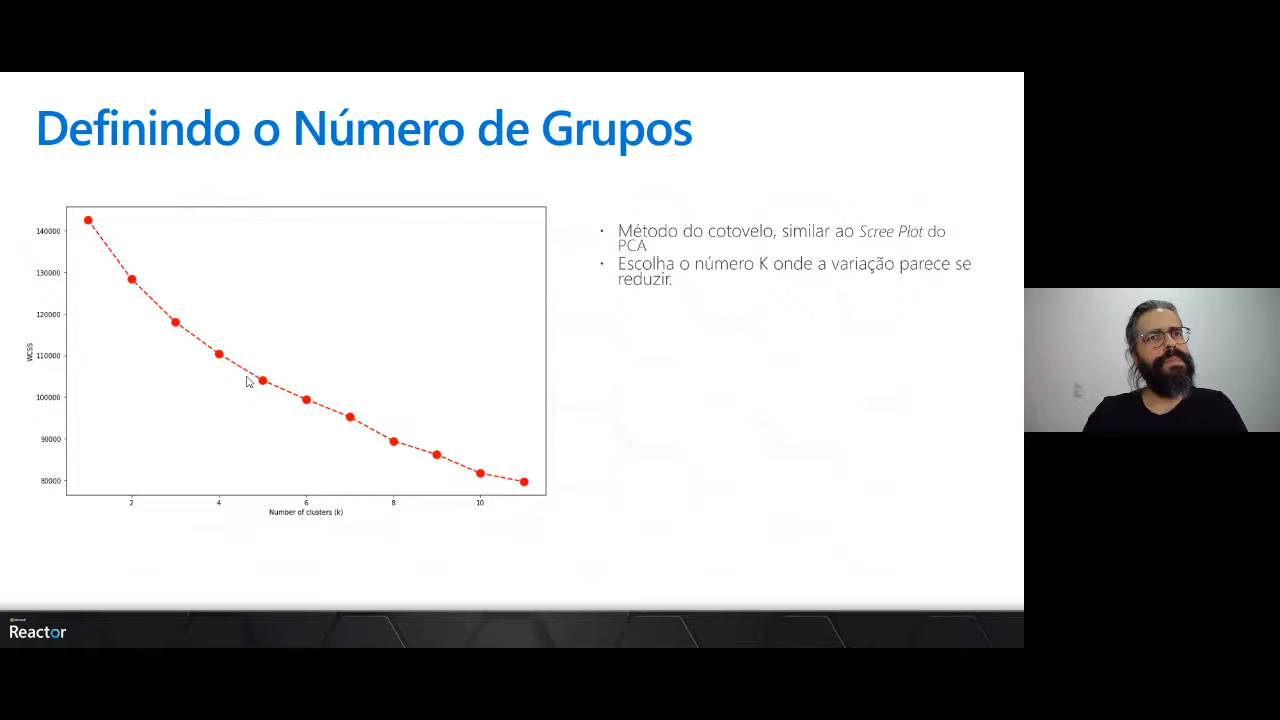 Definindo o Número de Grupos
140000
130000
120000
110000
100000
90000
80000
WCSS
2
4
6
8
10
Number of clusters (k)
· Método do cotovelo, similar ao Scree Plot do
PCA
· Escolha o número K onde a variação parece se
reduzir.
Microsoft
Reactor